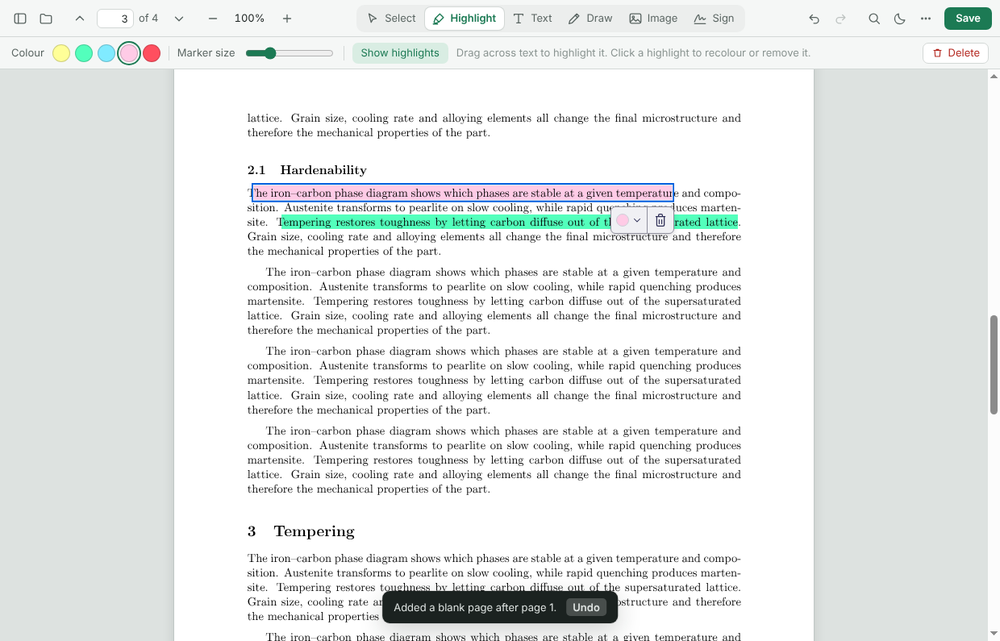 3 of 4 100% Select Highlight Text Draw Image Sign Save
Colour Marker size Show highlights Drag across text to highlight it. Click a highlight to recolour or remove it. Delete
lattice. Grain size, cooling rate and alloying elements all change the final microstructure and
therefore the mechanical properties of the part.
2.1 Hardenability
The iron–carbon phase diagram shows which phases are stable at a given temperature and compo-
sition. Austenite transforms to pearlite on slow cooling, while rapid quenching produces marten-
site. Tempering restores toughness by letting carbon diffuse out of lattice.
Grain size, cooling rate and alloying elements all change the final microstructure and therefore
the mechanical properties of the part.
The iron–carbon phase diagram shows which phases are stable at a given temperature and
composition. Austenite transforms to pearlite on slow cooling, while rapid quenching produces
martensite. Tempering restores toughness by letting carbon diffuse out of the supersaturated
lattice. Grain size, cooling rate and alloying elements all change the final microstructure and
therefore the mechanical properties of the part.
The iron–carbon phase diagram shows which phases are stable at a given temperature and
composition. Austenite transforms to pearlite on slow cooling, while rapid quenching produces
martensite. Tempering restores toughness by letting carbon diffuse out of the supersaturated
lattice. Grain size, cooling rate and alloying elements all change the final microstructure and
therefore the mechanical properties of the part.
The iron–carbon phase diagram shows which phases are stable at a given temperature and
composition. Austenite transforms to pearlite on slow cooling, while rapid quenching produces
martensite. Tempering restores toughness by letting carbon diffuse out of the supersaturated
lattice. Grain size, cooling rate and alloying elements all change the final microstructure and
therefore the mechanical properties of the part.
3 Tempering
The iron–carbon phase diagram shows which phases are stable at a given temperature and compo-
sition. Austenite transforms to pearlite on slow cooling, while rapid quenching produces marten-
site. Tempering restores toughness by letting carbon diffuse out of the supersaturated lattice.
Grain size, cooling rate and therefore
the mechanical properties
Added a blank page after page 1. Undo
The iron–carbon phase diagram shows which phases are stable at a given temperature and